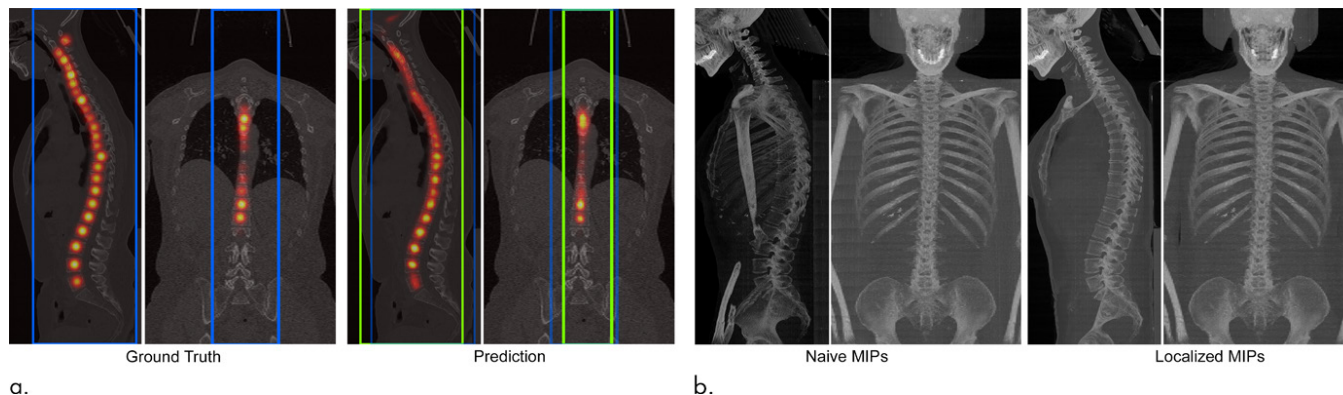 Ground Truth
Prediction
Naive MIPs
Localized MIPs
a.
b.